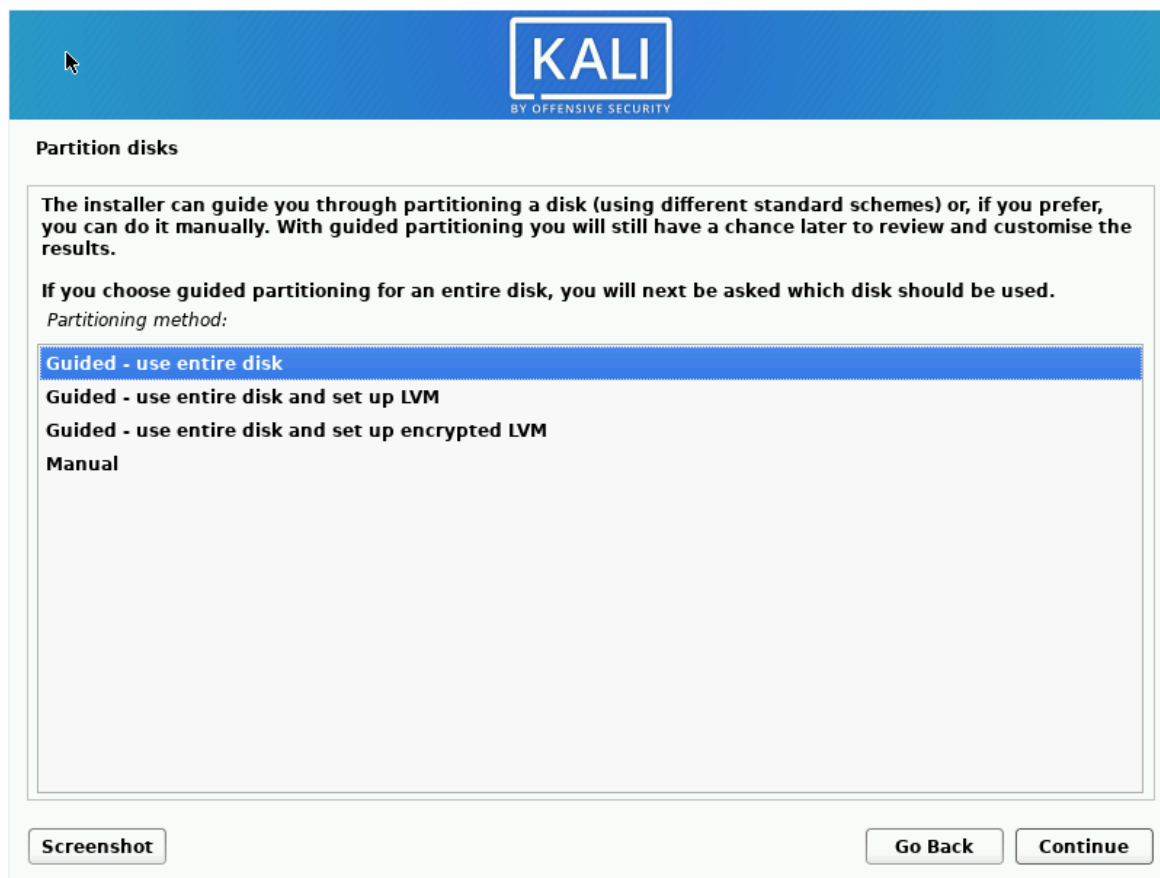 KALI
BY OFFENSIVE SECURITY
Partition disks
The installer can guide you through partitioning a disk (using different standard schemes) or, if you prefer,
you can do it manually. With guided partitioning you will still have a chance later to review and customise the
results.
If you choose guided partitioning for an entire disk, you will next be asked which disk should be used.
Partitioning method:
Guided - use entire disk
Guided - use entire disk and set up LVM
Guided - use entire disk and set up encrypted LVM
Manual
Screenshot
Go Back
Continue